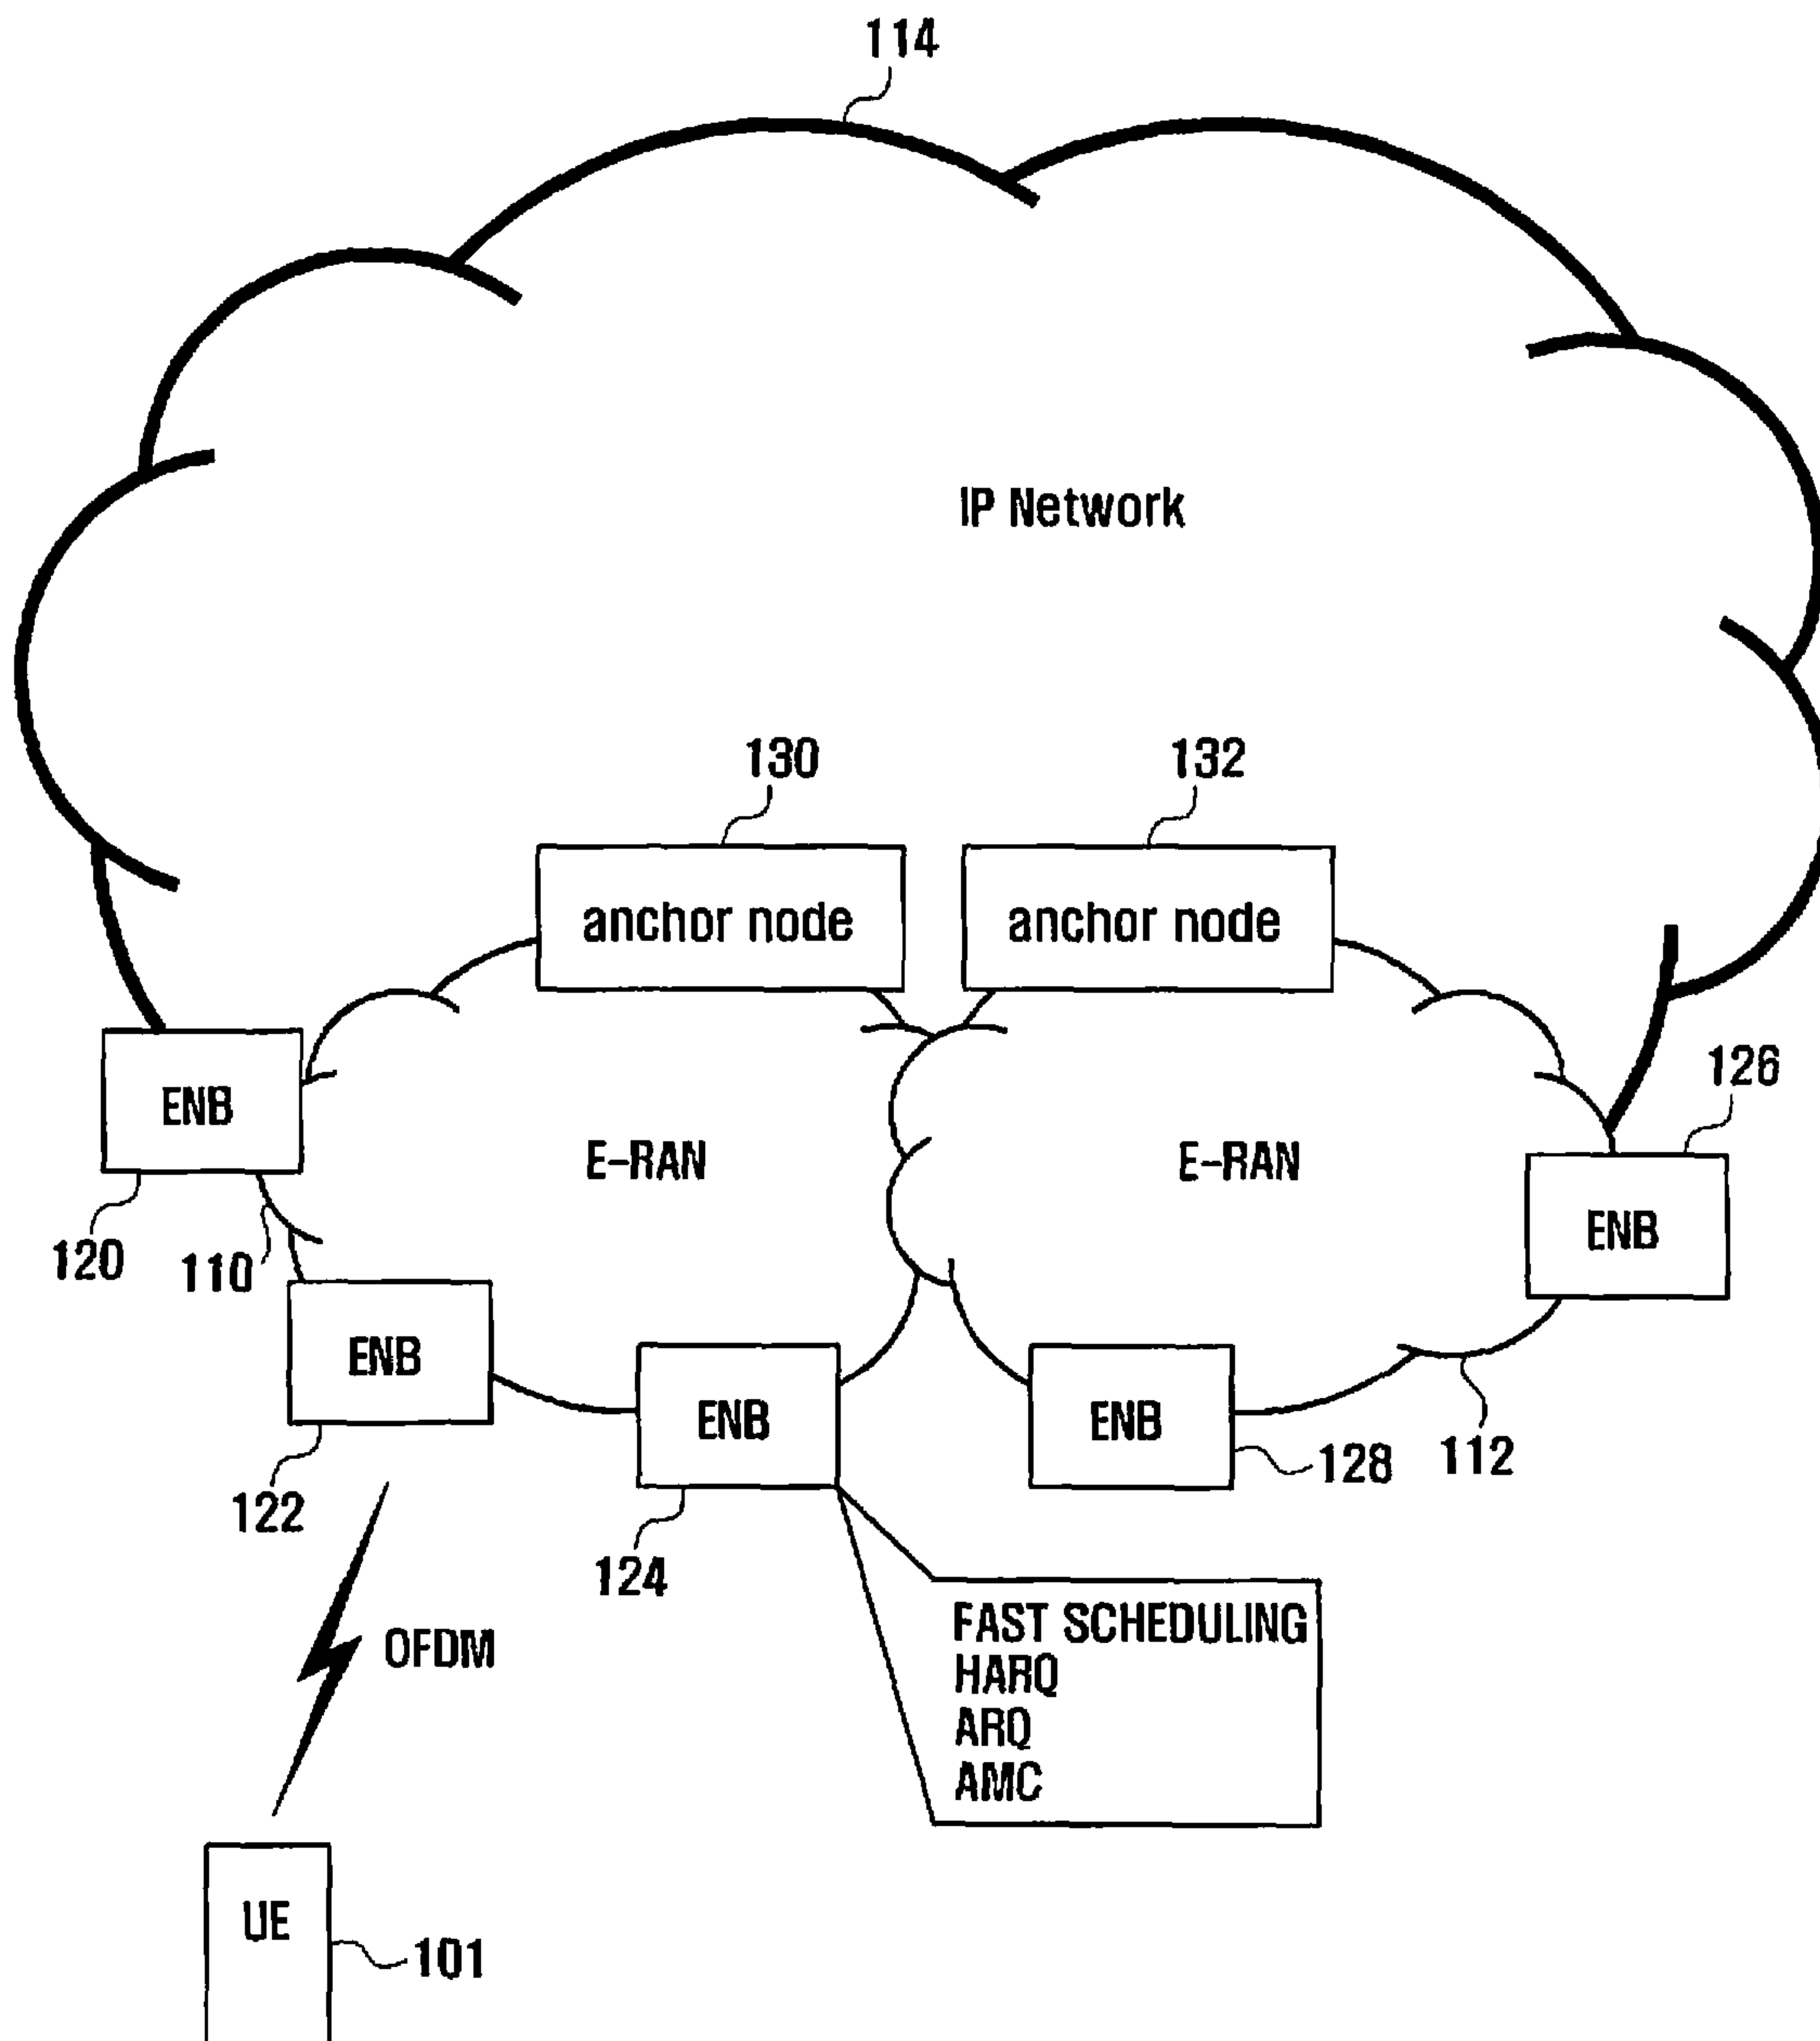 114
IP Network
130
132
anchor node
anchor node
126
ENB
E-RAN
E-RAN
ENB
120
110
ENB
ENB
ENB
128
112
122
124
FAST SCHEDULING
HARQ
ARQ
AMC
OFDM
UE
101